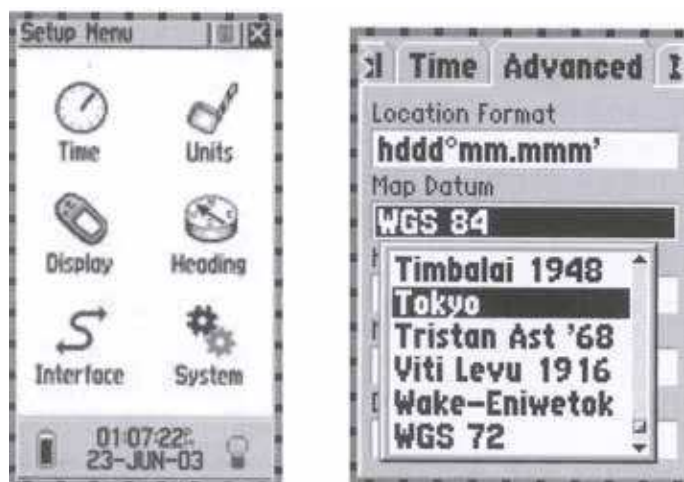 Setup Menu
Time
Units
Display
Heading
Interface
System
01:07:22
23-JUN-03
Time
Advanced
Location Format
hddd°mm.mmm'
Map Datum
WGS 84
Timbalai 1948
Tokyo
Tristan Ast '68
Viti Levu 1916
Wake-Eniwetok
WGS 72